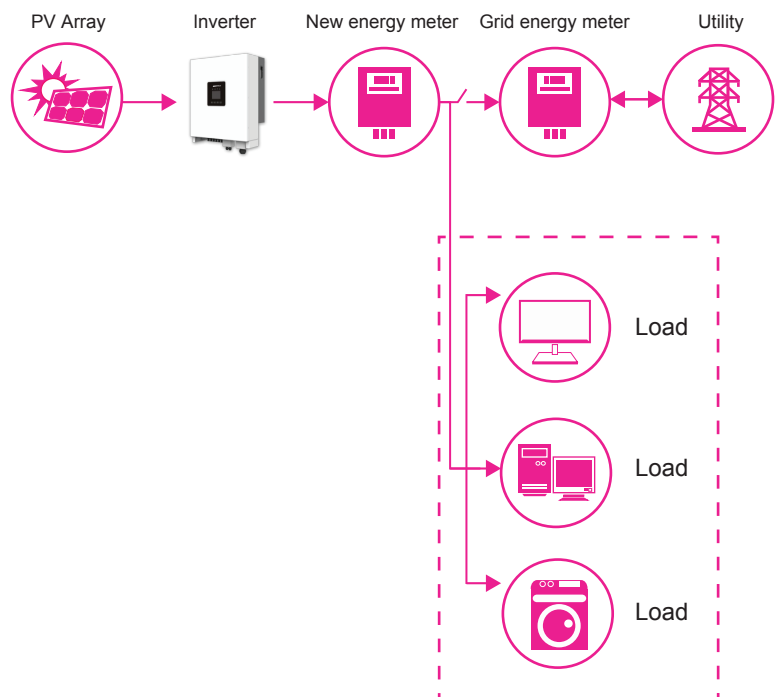 PV Array
Inverter
New energy meter
Grid energy meter
Utility
Load
Load
Load